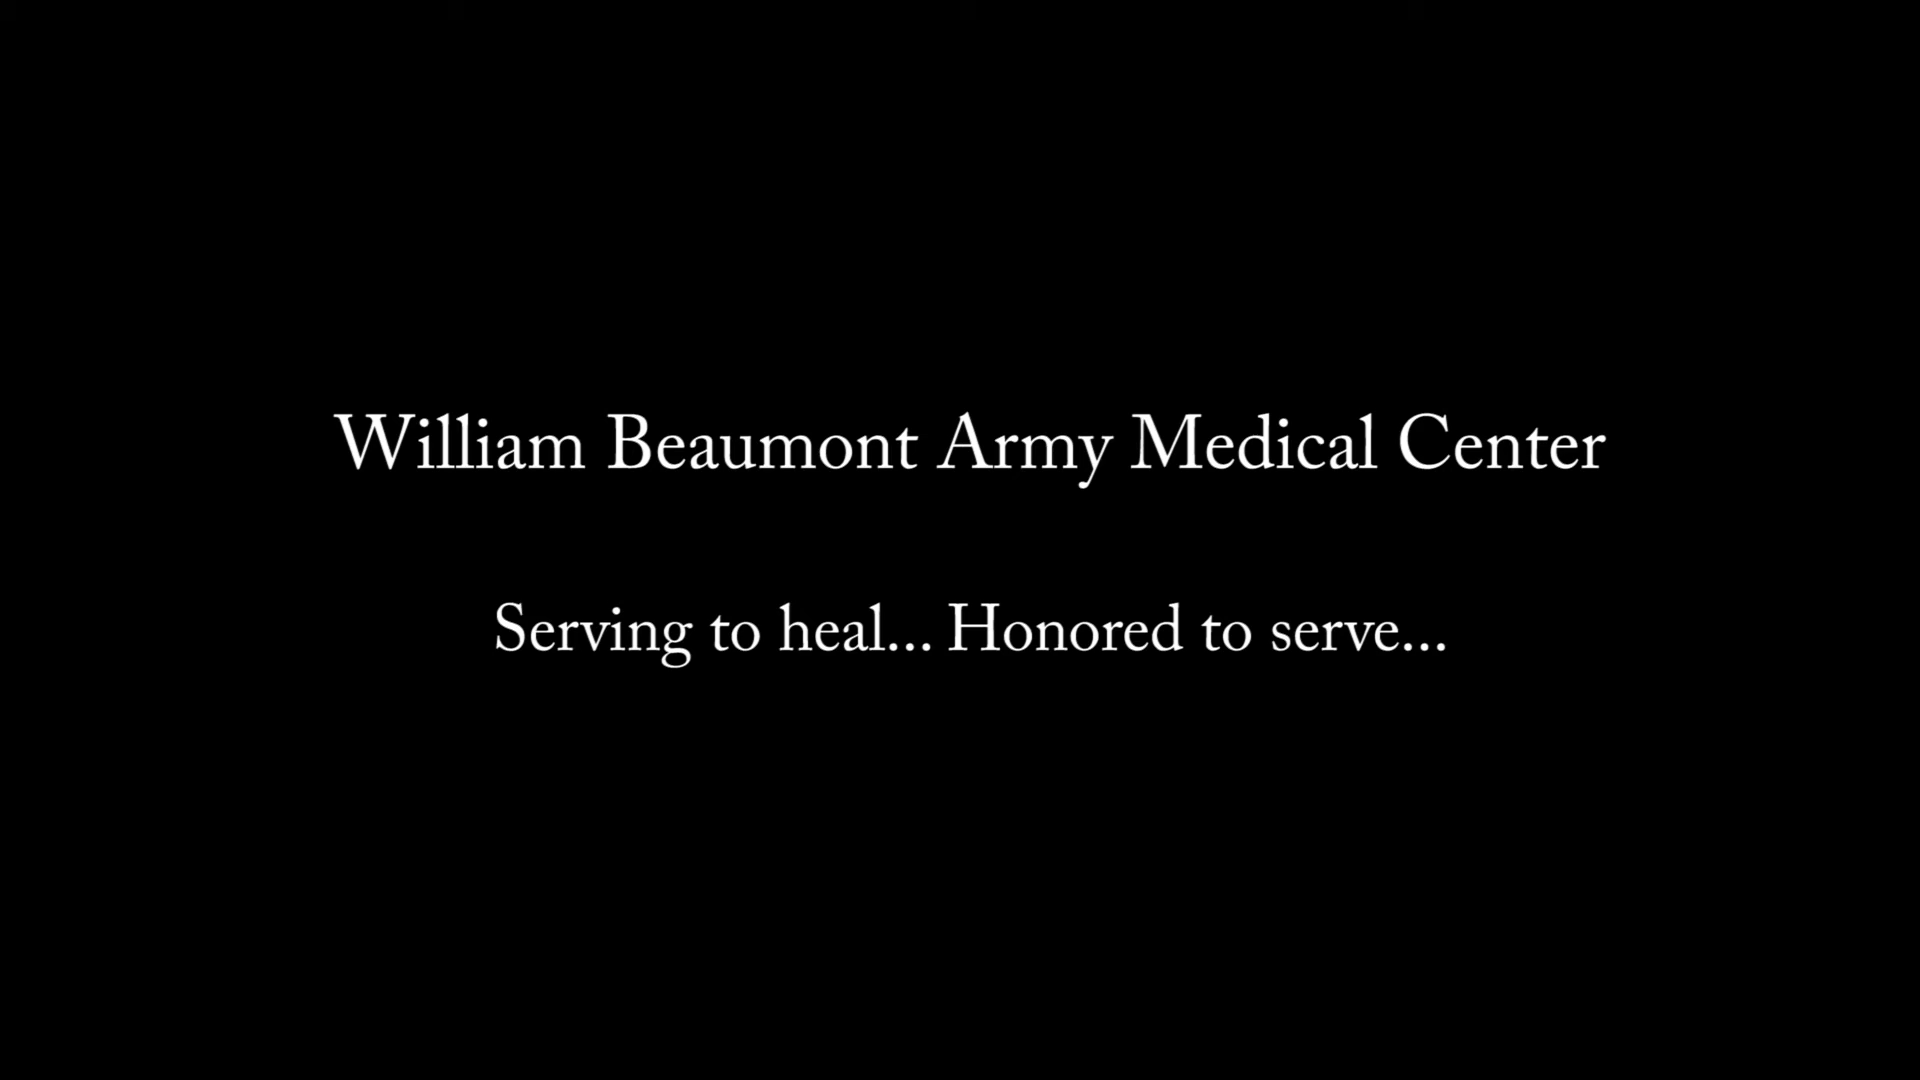 William Beaumont Army Medical Center
Serving to heal... Honored to serve...